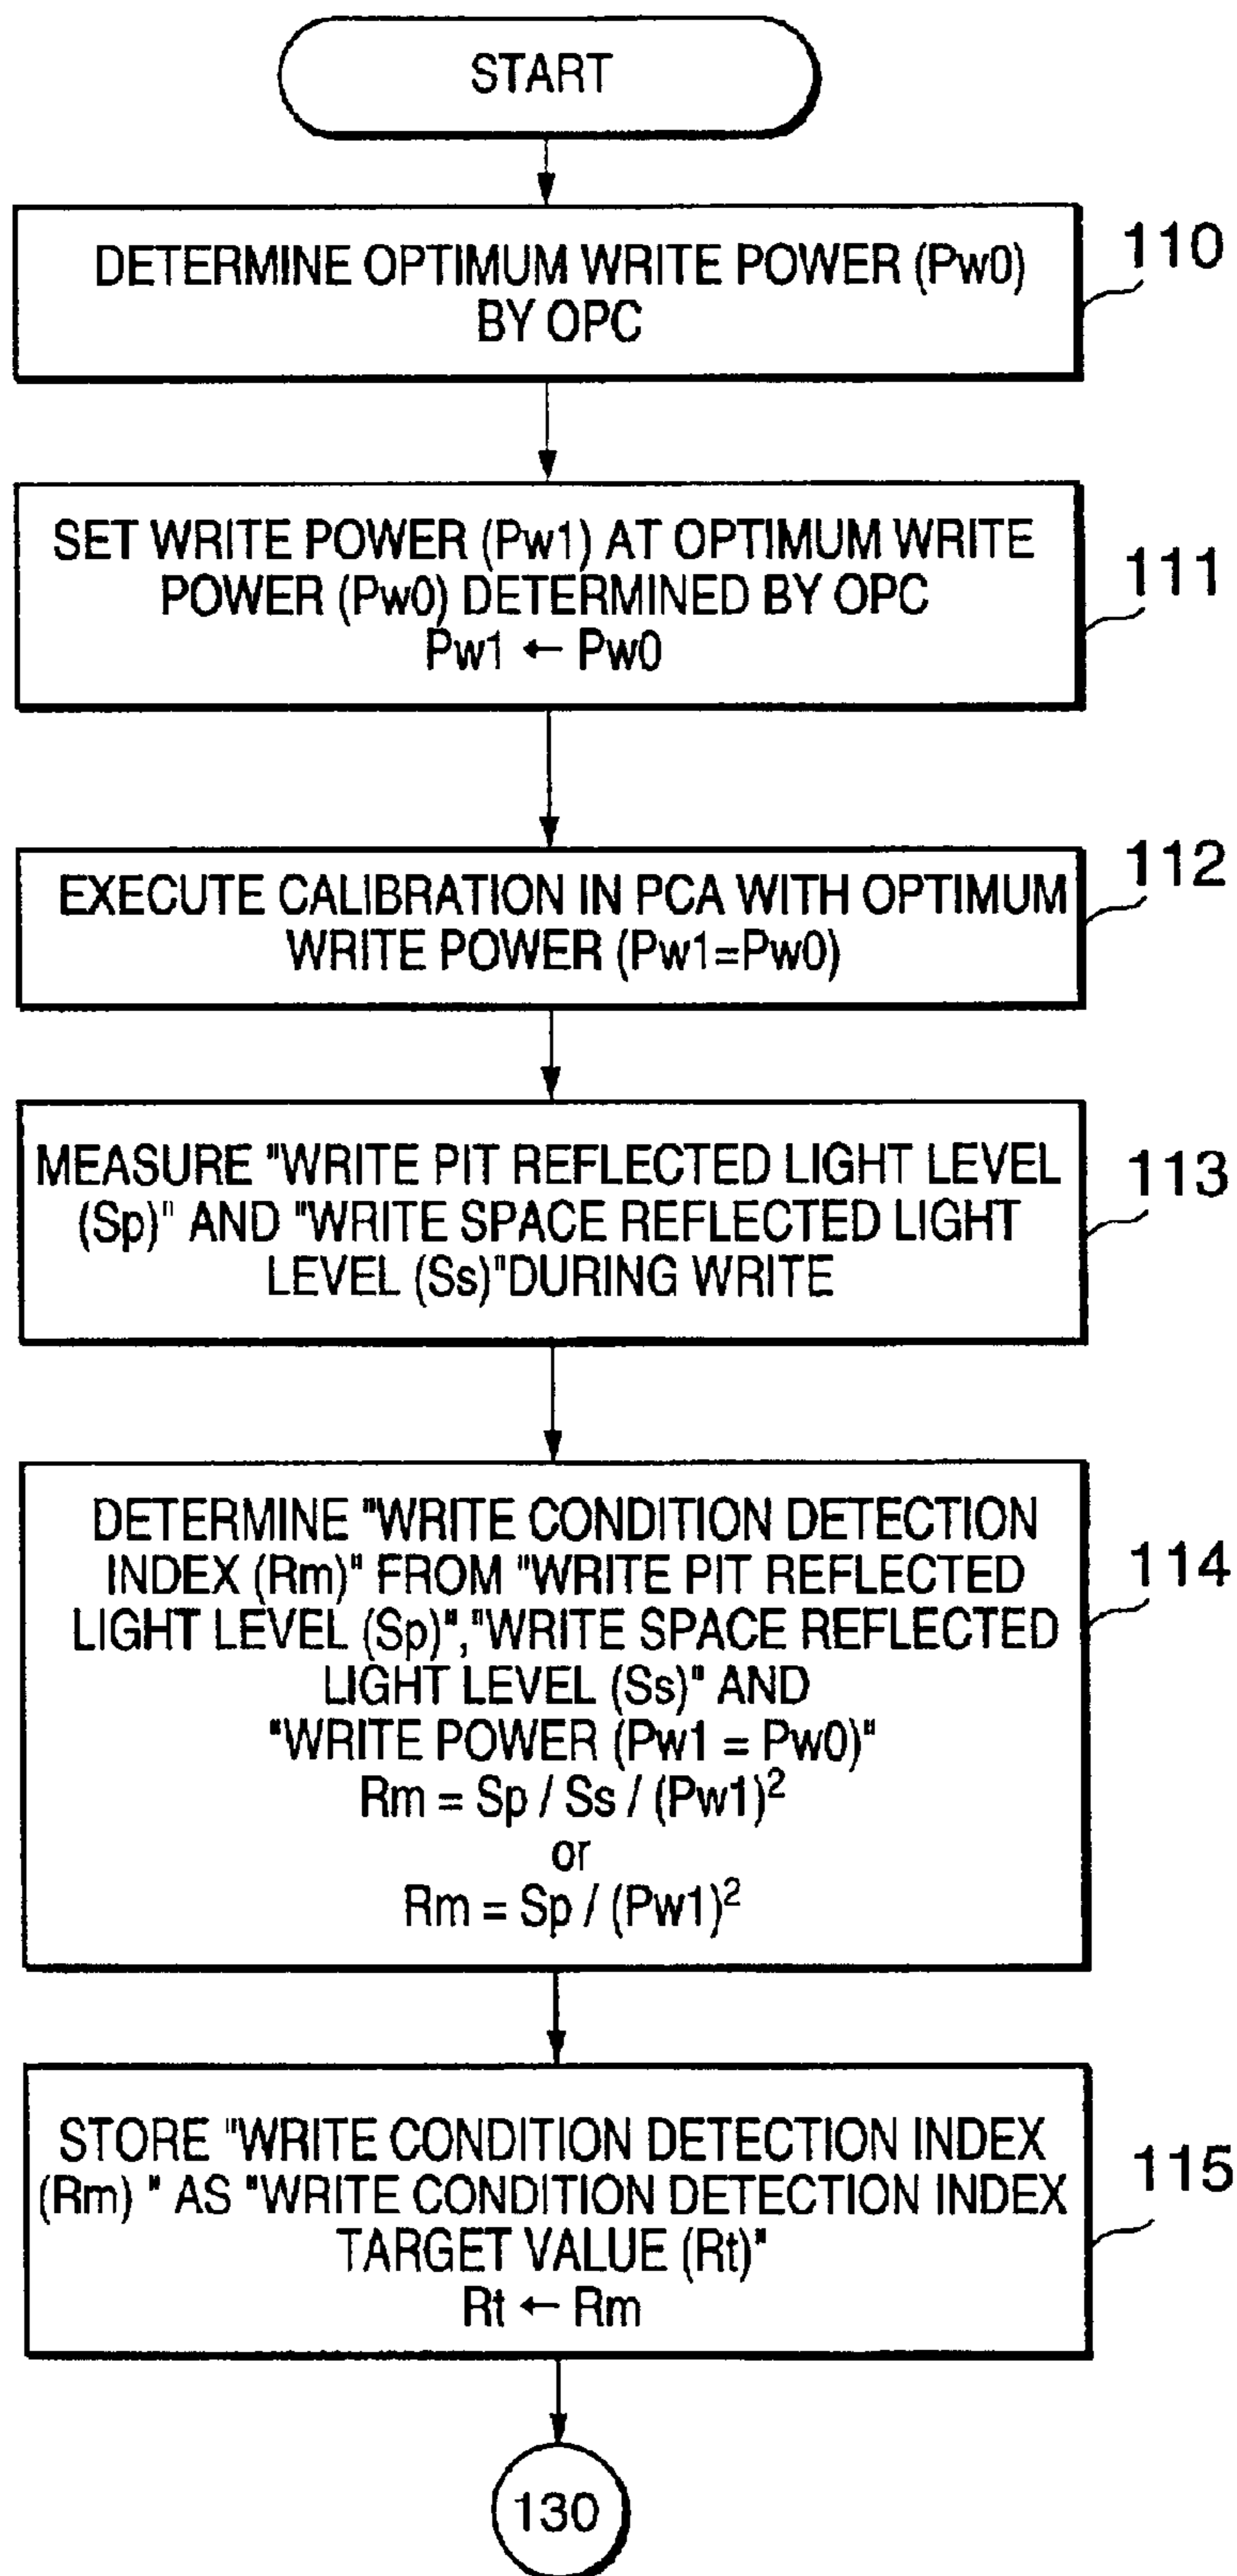 START
DETERMINE OPTIMUM WRITE POWER (Pw0)
BY OPC
110
SET WRITE POWER (Pw1) AT OPTIMUM WRITE
POWER (Pw0) DETERMINED BY OPC
Pw1 ← Pw0
111
EXECUTE CALIBRATION IN PCA WITH OPTIMUM
WRITE POWER (Pw1=Pw0)
112
MEASURE "WRITE PIT REFLECTED LIGHT LEVEL
(Sp)" AND "WRITE SPACE REFLECTED LIGHT
LEVEL (Ss)"DURING WRITE
113
DETERMINE "WRITE CONDITION DETECTION
INDEX (Rm)" FROM "WRITE PIT REFLECTED
LIGHT LEVEL (Sp)","WRITE SPACE REFLECTED
LIGHT LEVEL (Ss)" AND
"WRITE POWER (Pw1 = Pw0)"
Rm = Sp / Ss / (Pw1)²
or
Rm = Sp / (Pw1)²
114
STORE "WRITE CONDITION DETECTION INDEX
(Rm) " AS "WRITE CONDITION DETECTION INDEX
TARGET VALUE (Rt)"
Rt ← Rm
115
130